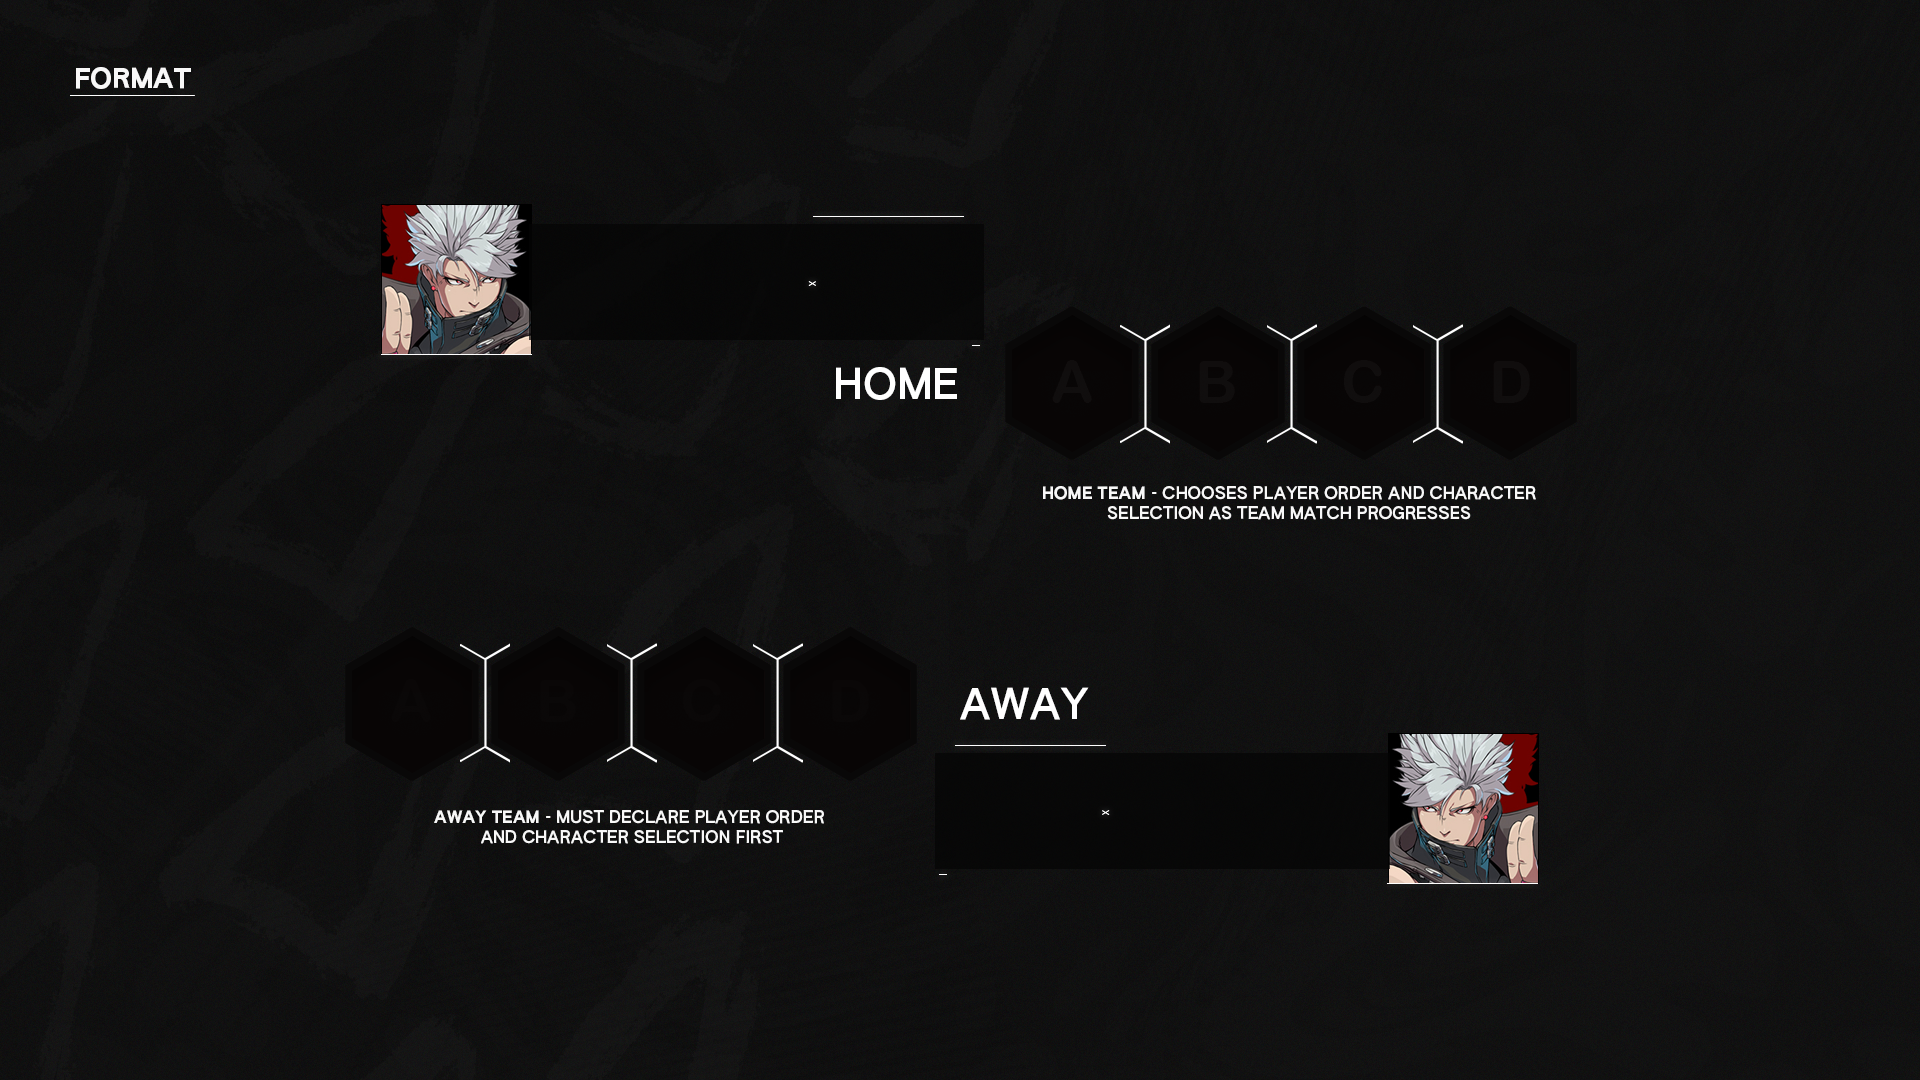 FORMAT
HOME
A B C D
HOME TEAM - CHOOSES PLAYER ORDER AND CHARACTER
SELECTION AS TEAM MATCH PROGRESSES
A B C D
AWAY
AWAY TEAM - MUST DECLARE PLAYER ORDER
AND CHARACTER SELECTION FIRST